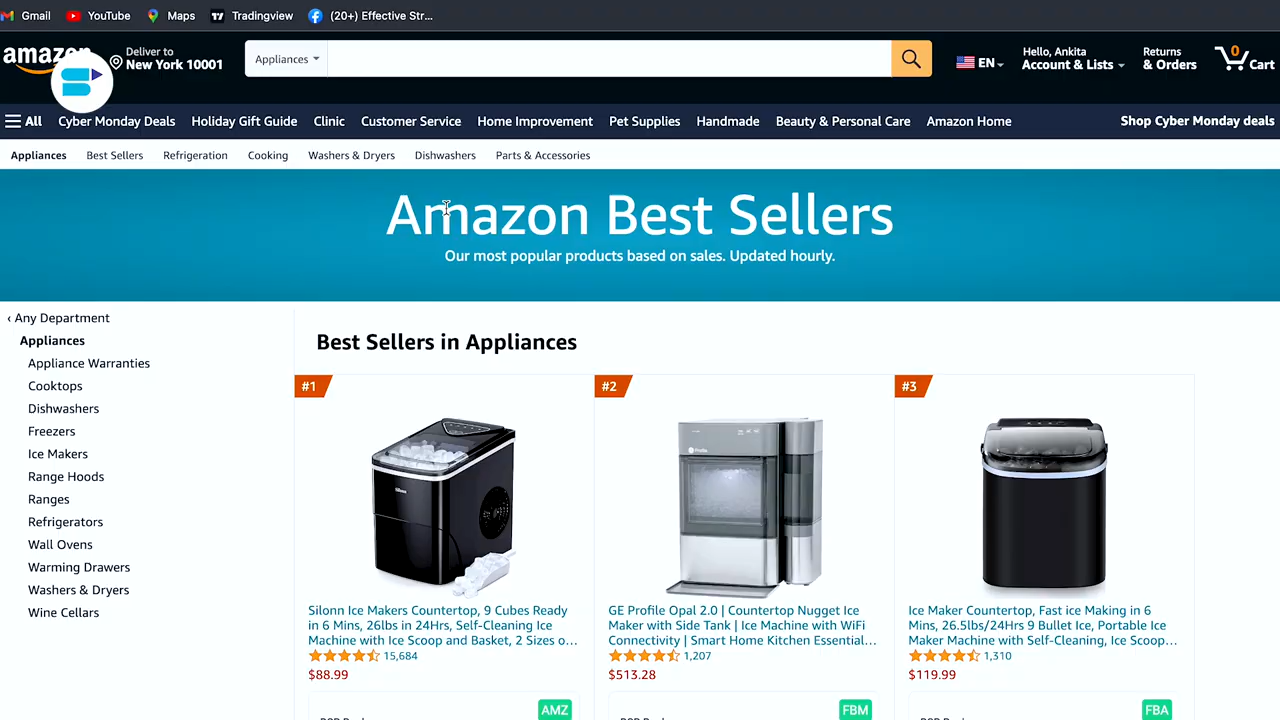 Gmail YouTube Maps Tradingview (20+) Effective Str...
amazon
Deliver to
New York 10001
Appliances
EN
Hello, Ankita
Account & Lists
Returns
& Orders
0
Cart
All Cyber Monday Deals Holiday Gift Guide Clinic Customer Service Home Improvement Pet Supplies Handmade Beauty & Personal Care Amazon Home Shop Cyber Monday deals
Appliances Best Sellers Refrigeration Cooking Washers & Dryers Dishwashers Parts & Accessories
Amazon Best Sellers
Our most popular products based on sales. Updated hourly.
‹ Any Department
Appliances
Appliance Warranties
Cooktops
Dishwashers
Freezers
Ice Makers
Range Hoods
Ranges
Refrigerators
Wall Ovens
Warming Drawers
Washers & Dryers
Wine Cellars
Best Sellers in Appliances
#1
Silonn Ice Makers Countertop, 9 Cubes Ready
in 6 Mins, 26lbs in 24Hrs, Self-Cleaning Ice
Machine with Ice Scoop and Basket, 2 Sizes o...
15,684
$88.99
AMZ
#2
GE Profile Opal 2.0 | Countertop Nugget Ice
Maker with Side Tank | Ice Machine with WiFi
Connectivity | Smart Home Kitchen Essential...
1,207
$513.28
FBM
#3
Ice Maker Countertop, Fast ice Making in 6
Mins, 26.5lbs/24Hrs 9 Bullet Ice, Portable Ice
Maker Machine with Self-Cleaning, Ice Scoop...
1,310
$119.99
FBA